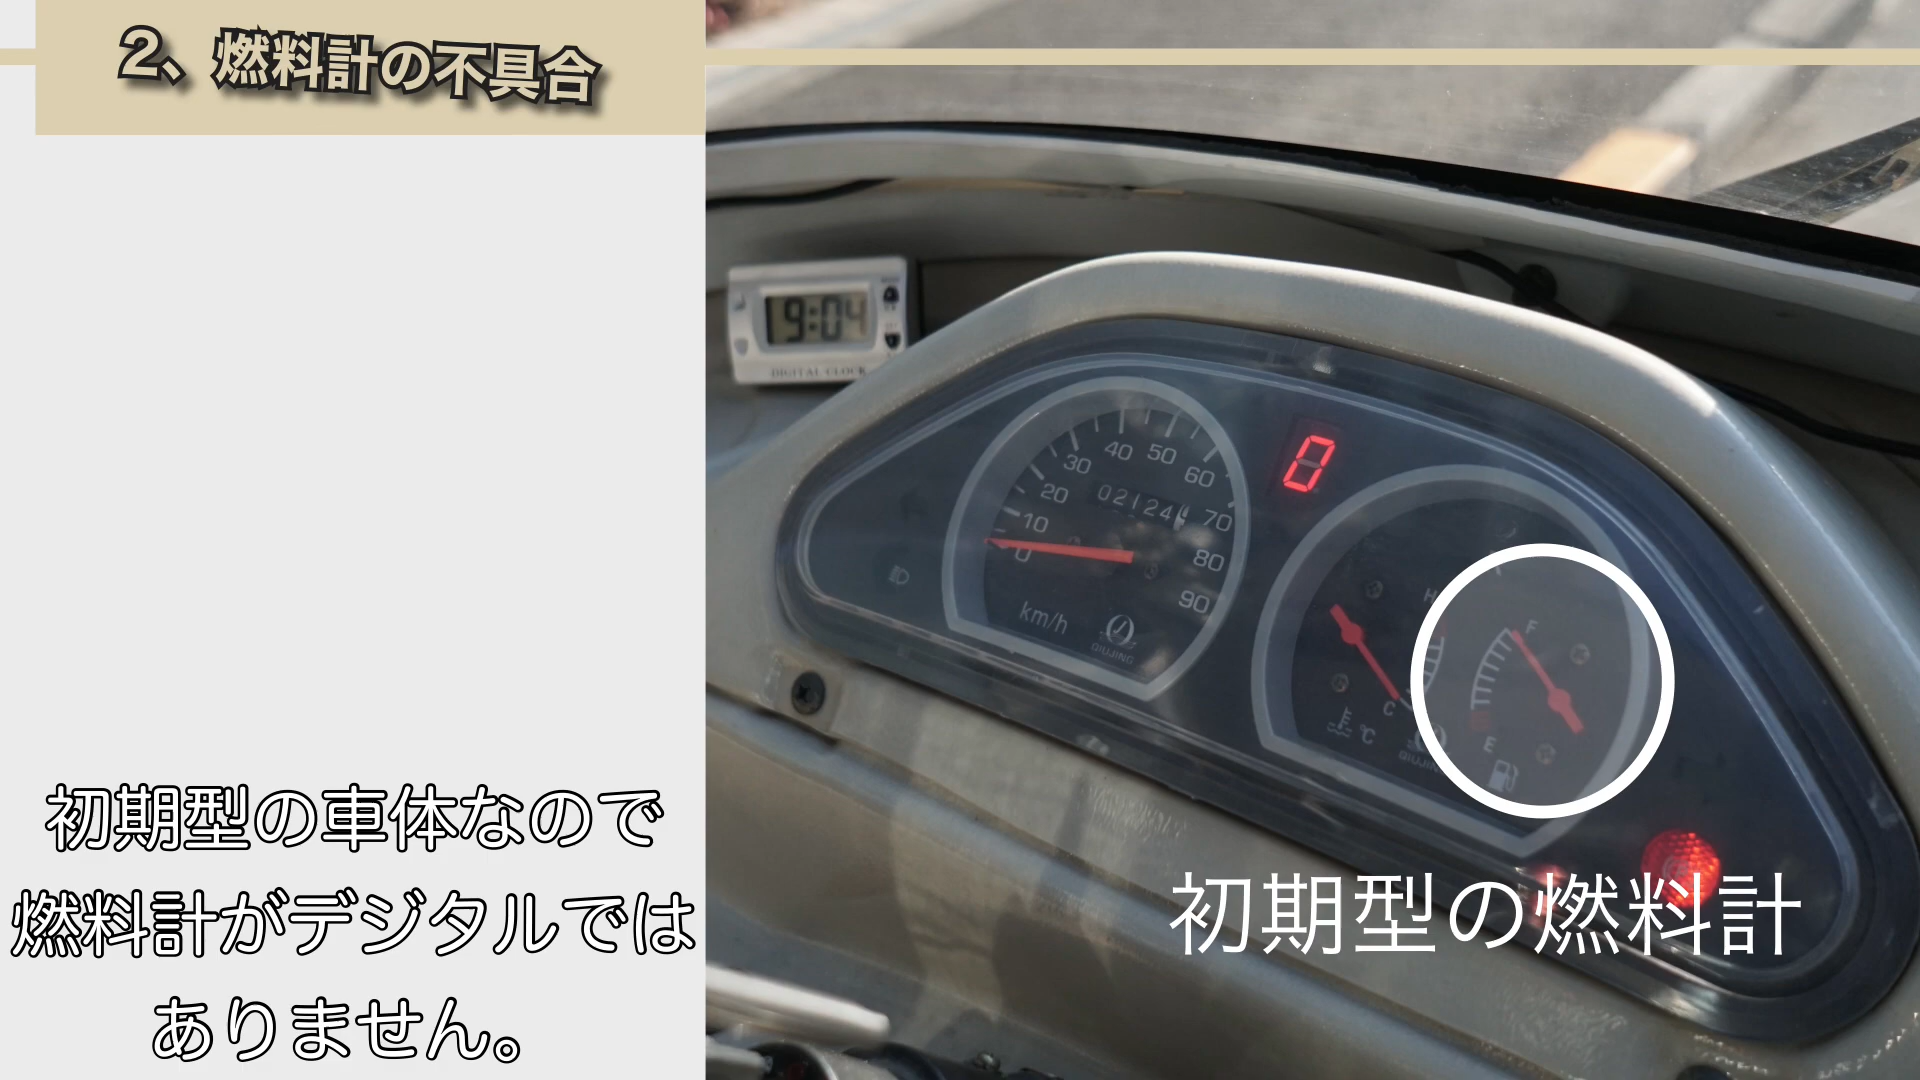 2、燃料計の不具合
初期型の車体なので
燃料計がデジタルでは
ありません。
9:04
DIGITAL CLOCK
0
10
20
30
40
50
60
70
80
90
02124
km/h
QIUJING
0
H
C
℃
QIUJING
F
E
初期型の燃料計